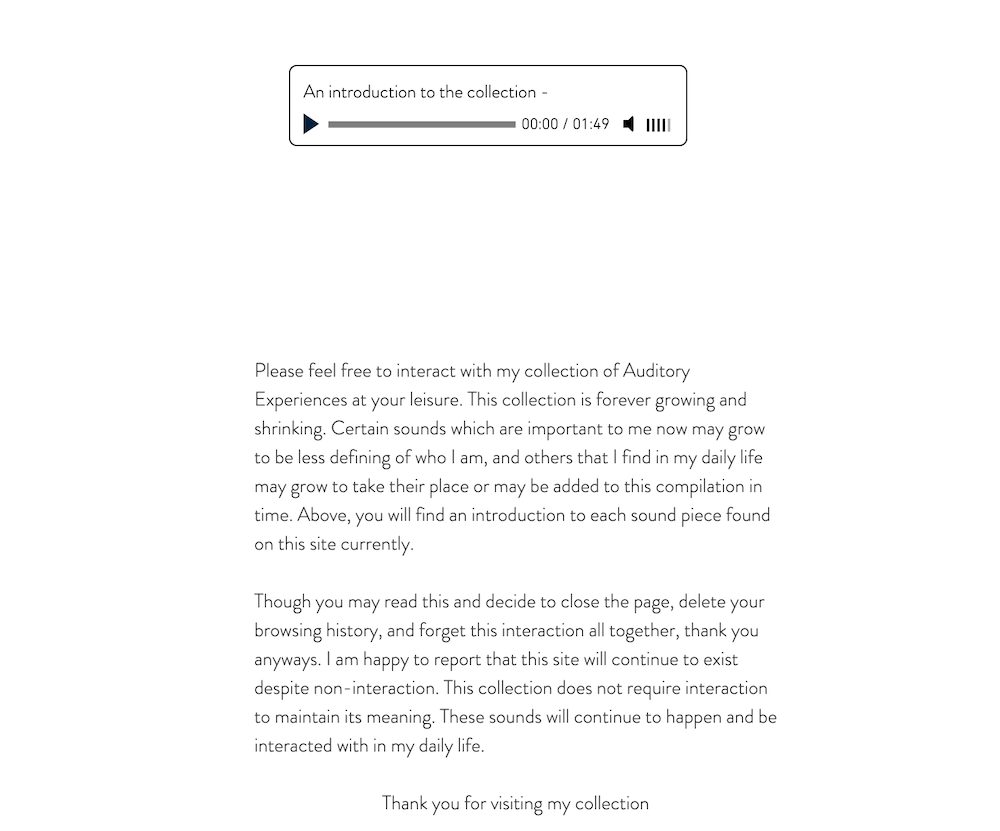 An introduction to the collection -
00:00 / 01:49
Please feel free to interact with my collection of Auditory
Experiences at your leisure. This collection is forever growing and
shrinking. Certain sounds which are important to me now may grow
to be less defining of who I am, and others that I find in my daily life
may grow to take their place or may be added to this compilation in
time. Above, you will find an introduction to each sound piece found
on this site currently.
Though you may read this and decide to close the page, delete your
browsing history, and forget this interaction all together, thank you
anyways. I am happy to report that this site will continue to exist
despite non-interaction. This collection does not require interaction
to maintain its meaning. These sounds will continue to happen and be
interacted with in my daily life.
Thank you for visiting my collection